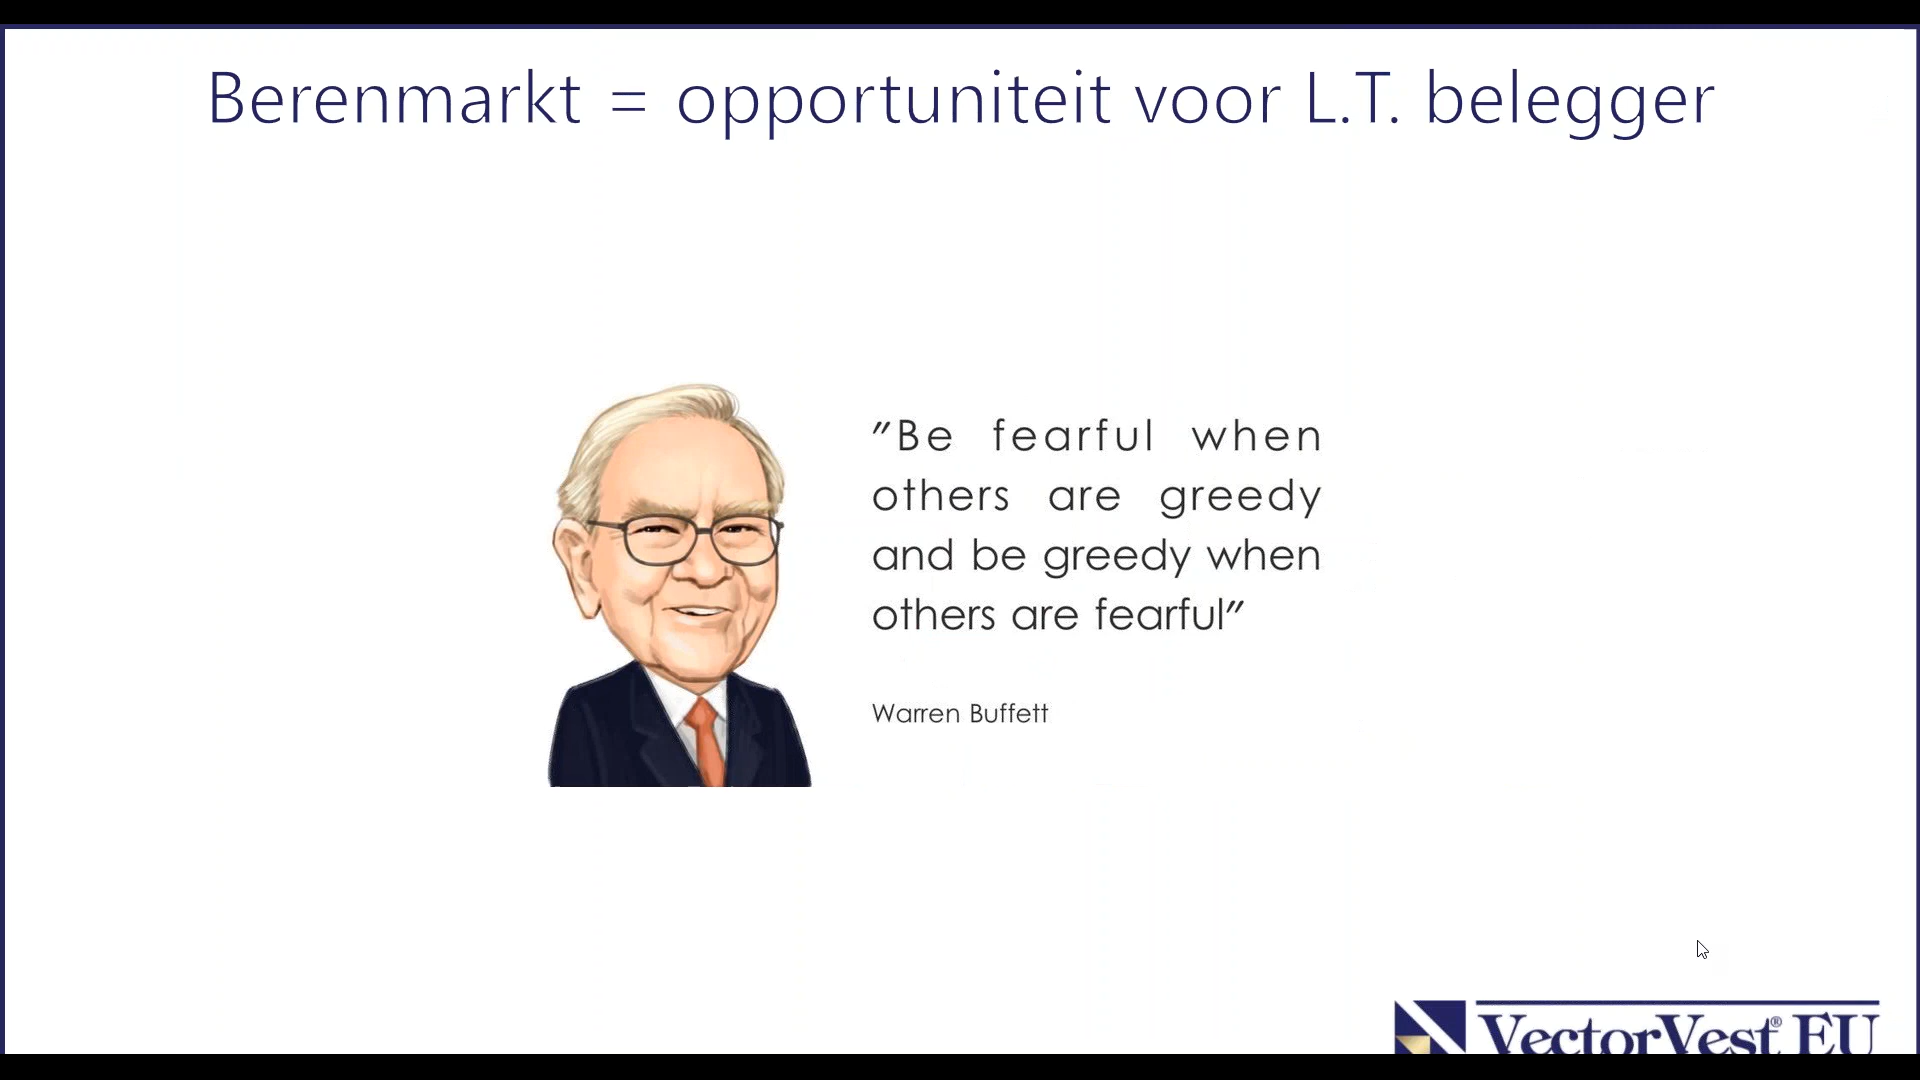 Berenmarkt = opportuniteit voor L.T. belegger
"Be fearful when
others are greedy
and be greedy when
others are fearful"
Warren Buffett
VectorVest® EU